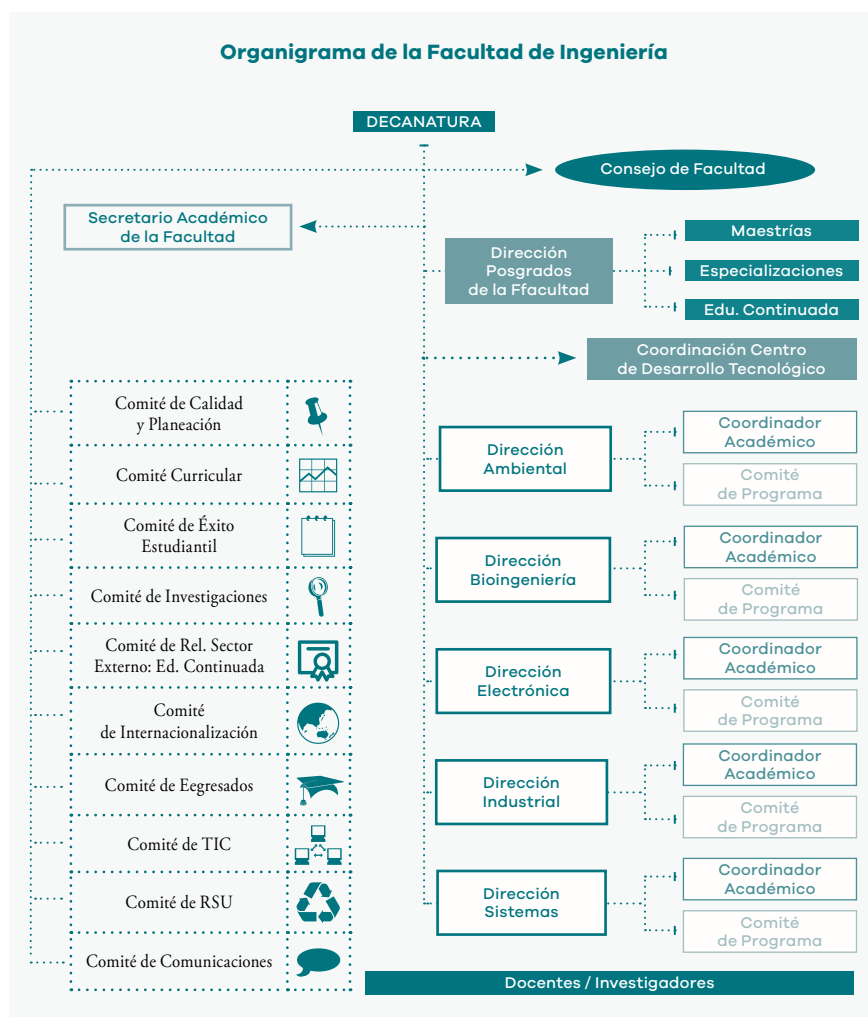 Organigrama de la Facultad de Ingeniería
DECANATURA
Consejo de Facultad
Secretario Académico
de la Facultad
Dirección
Posgrados
de la Ffacultad
Maestrías
Especializaciones
Edu. Continuada
Coordinación Centro
de Desarrollo Tecnológico
Comité de Calidad
y Planeación
Comité Curricular
Comité de Éxito
Estudiantil
Comité de Investigaciones
Comité de Rel. Sector
Externo: Ed. Continuada
Comité
de Internacionalización
Comité de Eegresados
Comité de TIC
Comité de RSU
Comité de Comunicaciones
Dirección
Ambiental
Coordinador
Académico
Comité
de Programa
Dirección
Bioingeniería
Coordinador
Académico
Comité
de Programa
Dirección
Electrónica
Coordinador
Académico
Comité
de Programa
Dirección
Industrial
Coordinador
Académico
Comité
de Programa
Dirección
Sistemas
Coordinador
Académico
Comité
de Programa
Docentes / Investigadores